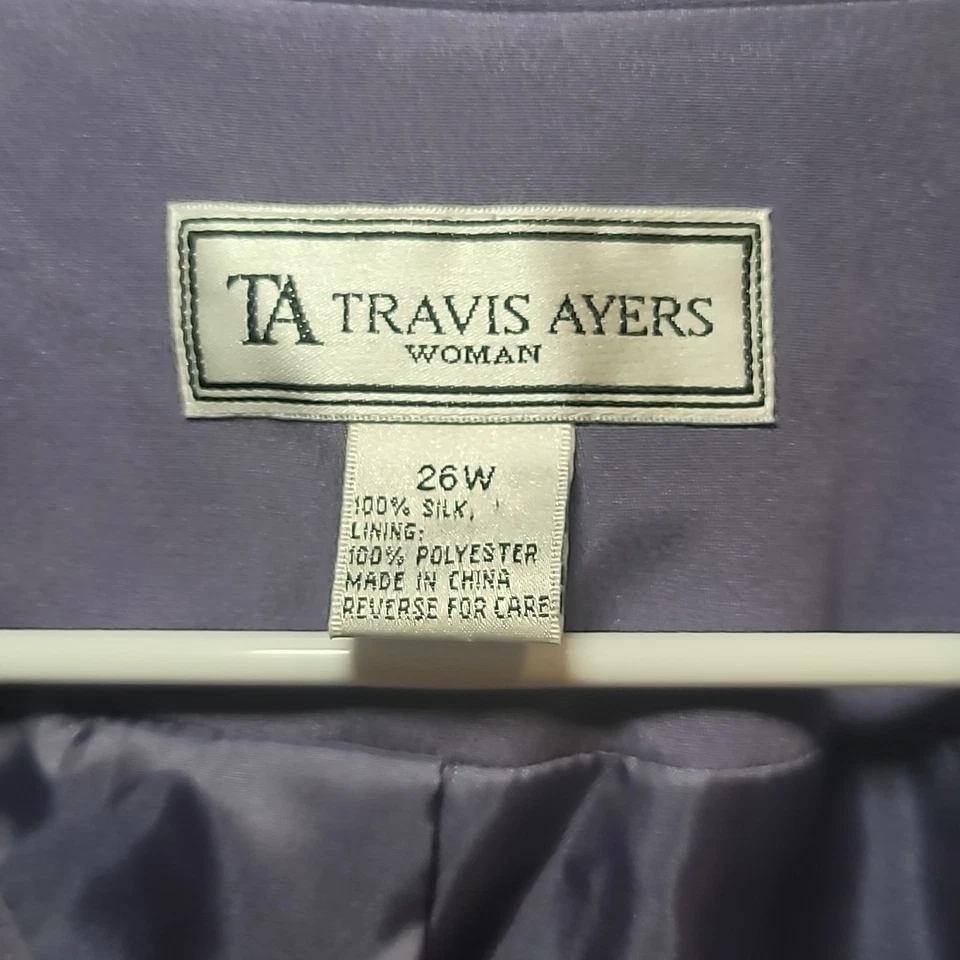 TA TRAVIS AYERS
WOMAN
26W
100% SILK,
LINING:
100% POLYESTER
MADE IN CHINA
REVERSE FOR CARE